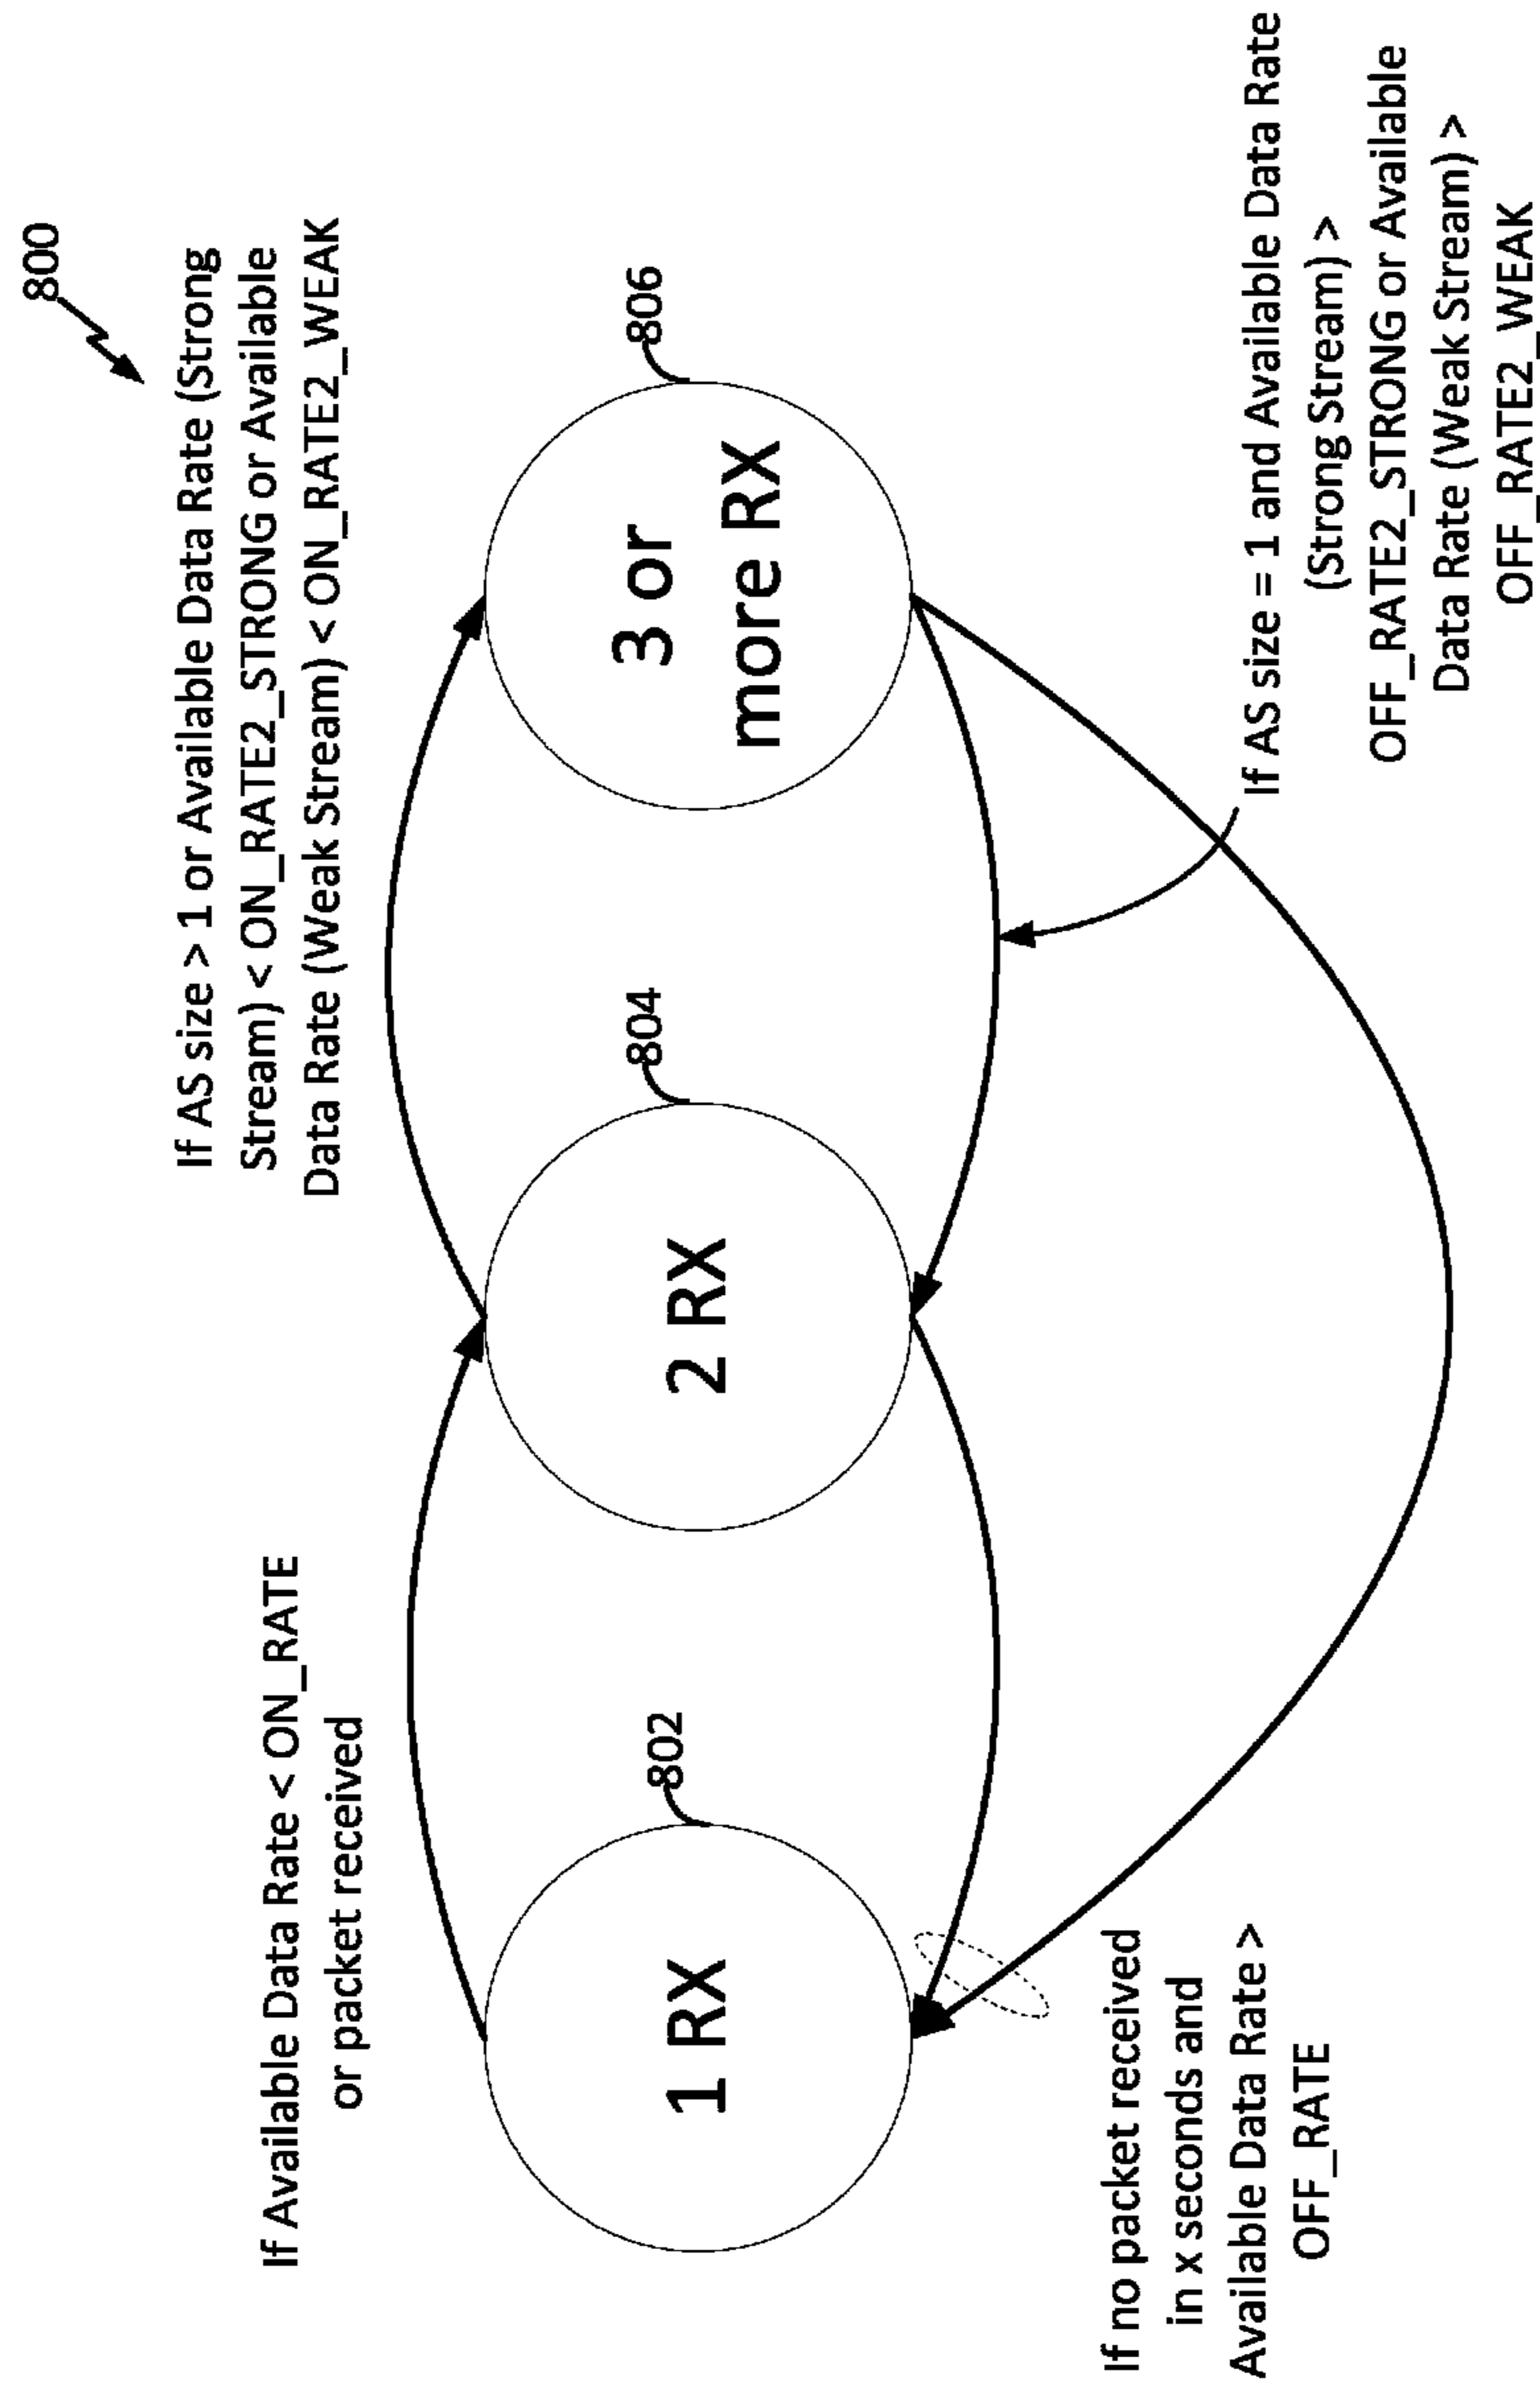 800
If AS size > 1 or Available Data Rate (Strong
Stream) < ON_RATE2_STRONG or Available
Data Rate (Weak Stream) < ON_RATE2_WEAK
If Available Data Rate < ON_RATE
or packet received
802
804
806
1 RX
2 RX
3 or
more RX
If no packet received
in x seconds and
Available Data Rate >
OFF_RATE
If AS size = 1 and Available Data Rate
(Strong Stream) >
OFF_RATE2_STRONG or Available
Data Rate (Weak Stream) >
OFF_RATE2_WEAK